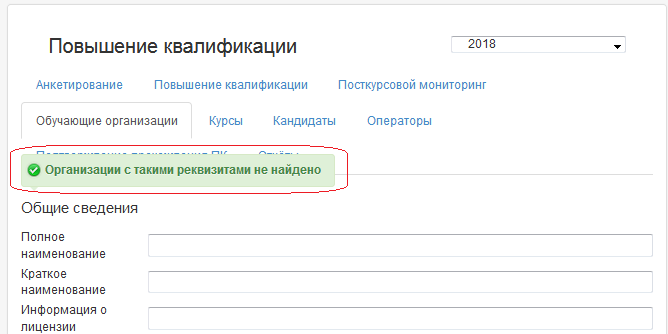 Повышение квалификации
2018
Анкетирование Повышение квалификации Посткурсовой мониторинг
Обучающие организации Курсы Кандидаты Операторы
Организации с такими реквизитами не найдено
Общие сведения
Полное
наименование
Краткое
наименование
Информация о
лицензии